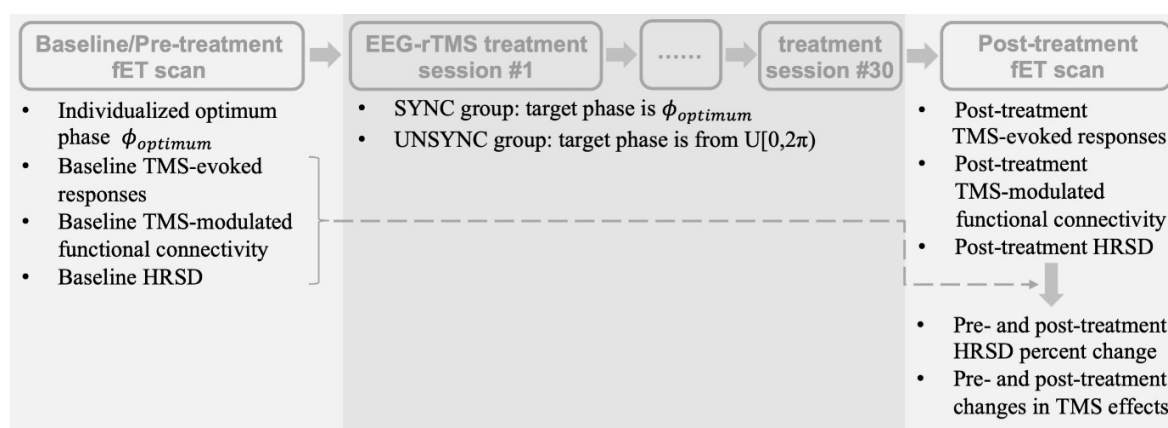 Baseline/Pre-treatment
fET scan
EEG-rTMS treatment
session #1
......
treatment
session #30
Post-treatment
fET scan
• Individualized optimum
phase ϕoptimum
• Baseline TMS-evoked
responses
• Baseline TMS-modulated
functional connectivity
• Baseline HRSD
• SYNC group: target phase is ϕoptimum
• UNSYNC group: target phase is from U[0,2π)
• Post-treatment
TMS-evoked responses
• Post-treatment
TMS-modulated
functional connectivity
• Post-treatment HRSD
• Pre- and post-treatment
HRSD percent change
• Pre- and post-treatment
changes in TMS effects